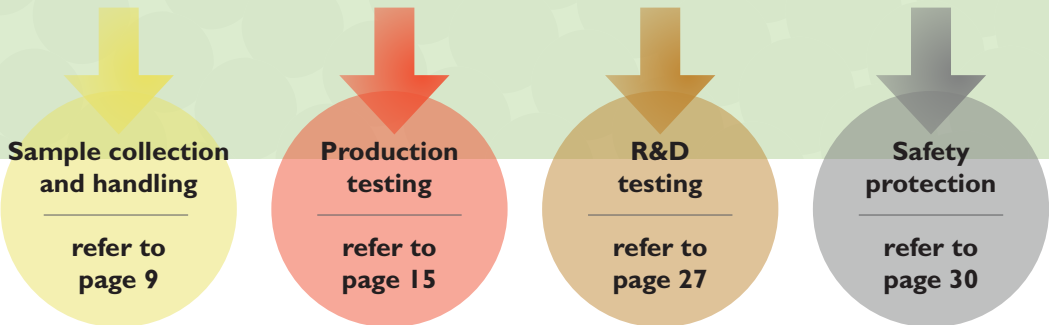 Sample collection
and handling
refer to
page 9
Production
testing
refer to
page 15
R&D
testing
refer to
page 27
Safety
protection
refer to
page 30